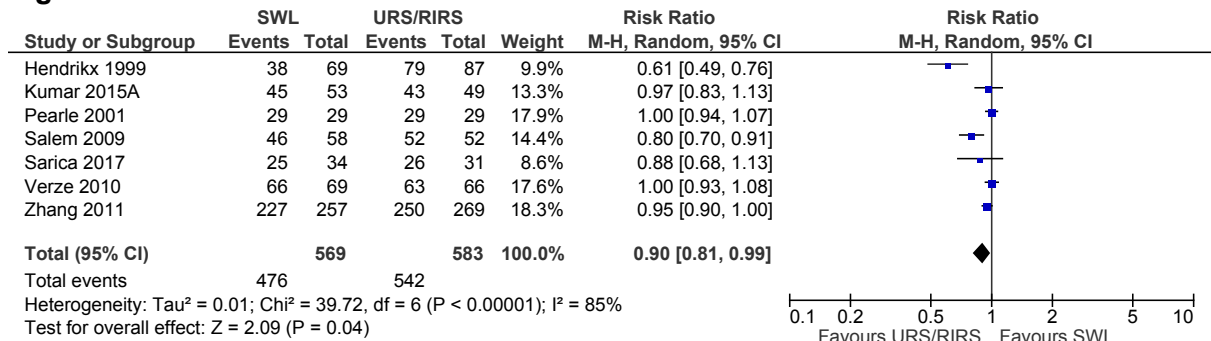 SWL URS/RIRS Risk Ratio Risk Ratio
Study or Subgroup Events Total Events Total Weight M-H, Random, 95% CI M-H, Random, 95% CI
Hendrikx 1999 38 69 79 87 9.9% 0.61 [0.49, 0.76]
Kumar 2015A 45 53 43 49 13.3% 0.97 [0.83, 1.13]
Pearle 2001 29 29 29 29 17.9% 1.00 [0.94, 1.07]
Salem 2009 46 58 52 52 14.4% 0.80 [0.70, 0.91]
Sarica 2017 25 34 26 31 8.6% 0.88 [0.68, 1.13]
Verze 2010 66 69 63 66 17.6% 1.00 [0.93, 1.08]
Zhang 2011 227 257 250 269 18.3% 0.95 [0.90, 1.00]
Total (95% CI) 569 583 100.0% 0.90 [0.81, 0.99]
Total events 476 542
Heterogeneity: Tau² = 0.01; Chi² = 39.72, df = 6 (P < 0.00001); I² = 85%
Test for overall effect: Z = 2.09 (P = 0.04)
0.1 0.2 0.5 1 2 5 10
Favours URS/RIRS Favours SWL